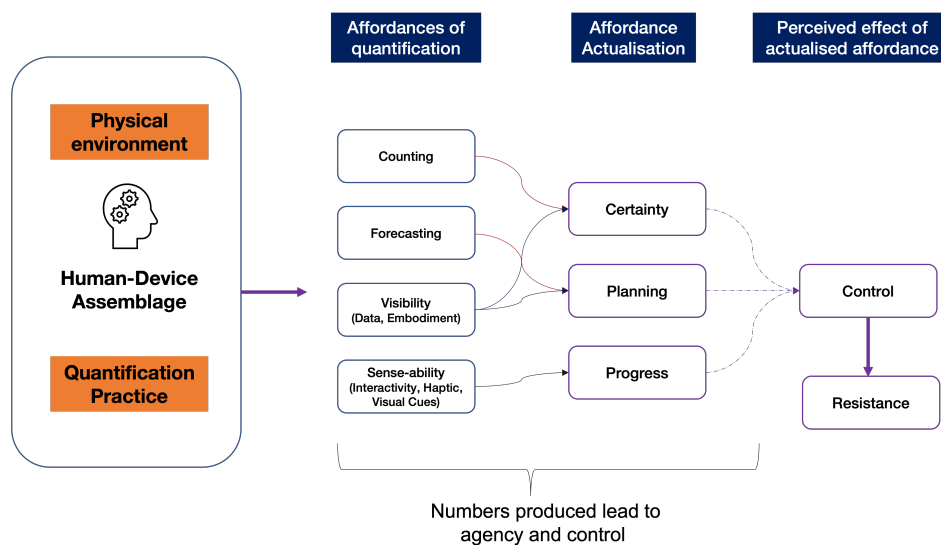 Affordances of
quantification
Affordance
Actualisation
Perceived effect of
actualised affordance
Physical
environment
Human-Device
Assemblage
Quantification
Practice
Counting
Forecasting
Visibility
(Data, Embodiment)
Sense-ability
(Interactivity, Haptic,
Visual Cues)
Certainty
Planning
Progress
Control
Resistance
Numbers produced lead to
agency and control